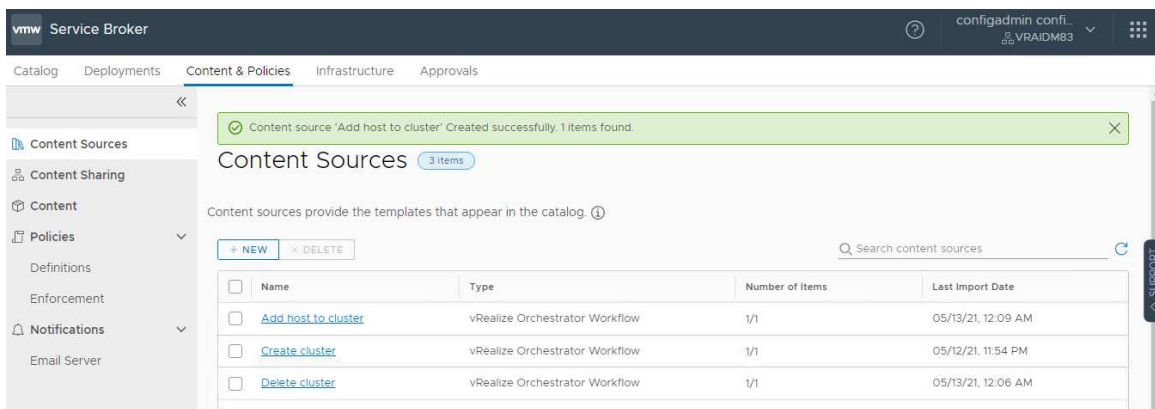 vmw Service Broker
configadmin confi...
VRAIDM83
Catalog Deployments Content & Policies Infrastructure Approvals
Content source 'Add host to cluster' Created successfully. 1 items found.
Content Sources
Content Sharing
Content
Policies
Definitions
Enforcement
Notifications
Email Server
Content Sources 3 items
Content sources provide the templates that appear in the catalog.
+ NEW × DELETE
Search content sources
Name Type Number of Items Last Import Date
Add host to cluster vRealize Orchestrator Workflow 1/1 05/13/21, 12:09 AM
Create cluster vRealize Orchestrator Workflow 1/1 05/12/21, 11:54 PM
Delete cluster vRealize Orchestrator Workflow 1/1 05/13/21, 12:06 AM
SUPPORT